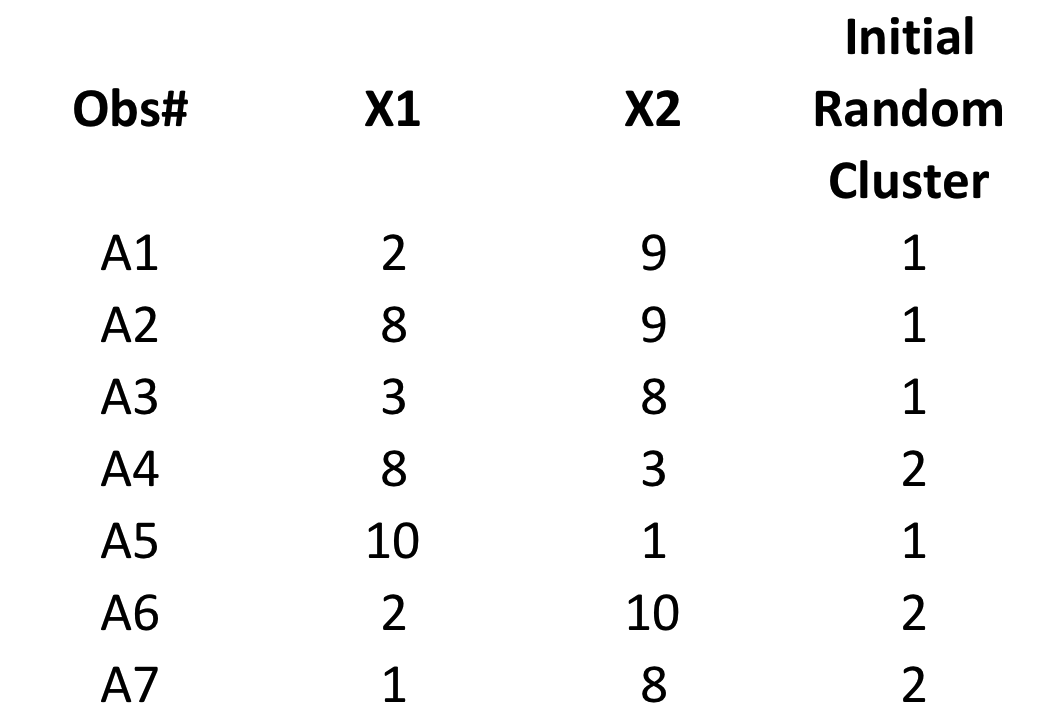 Initial
Obs# X1 X2 Random
Cluster
A1 2 9 1
A2 8 9 1
A3 3 8 1
A4 8 3 2
A5 10 1 1
A6 2 10 2
A7 1 8 2